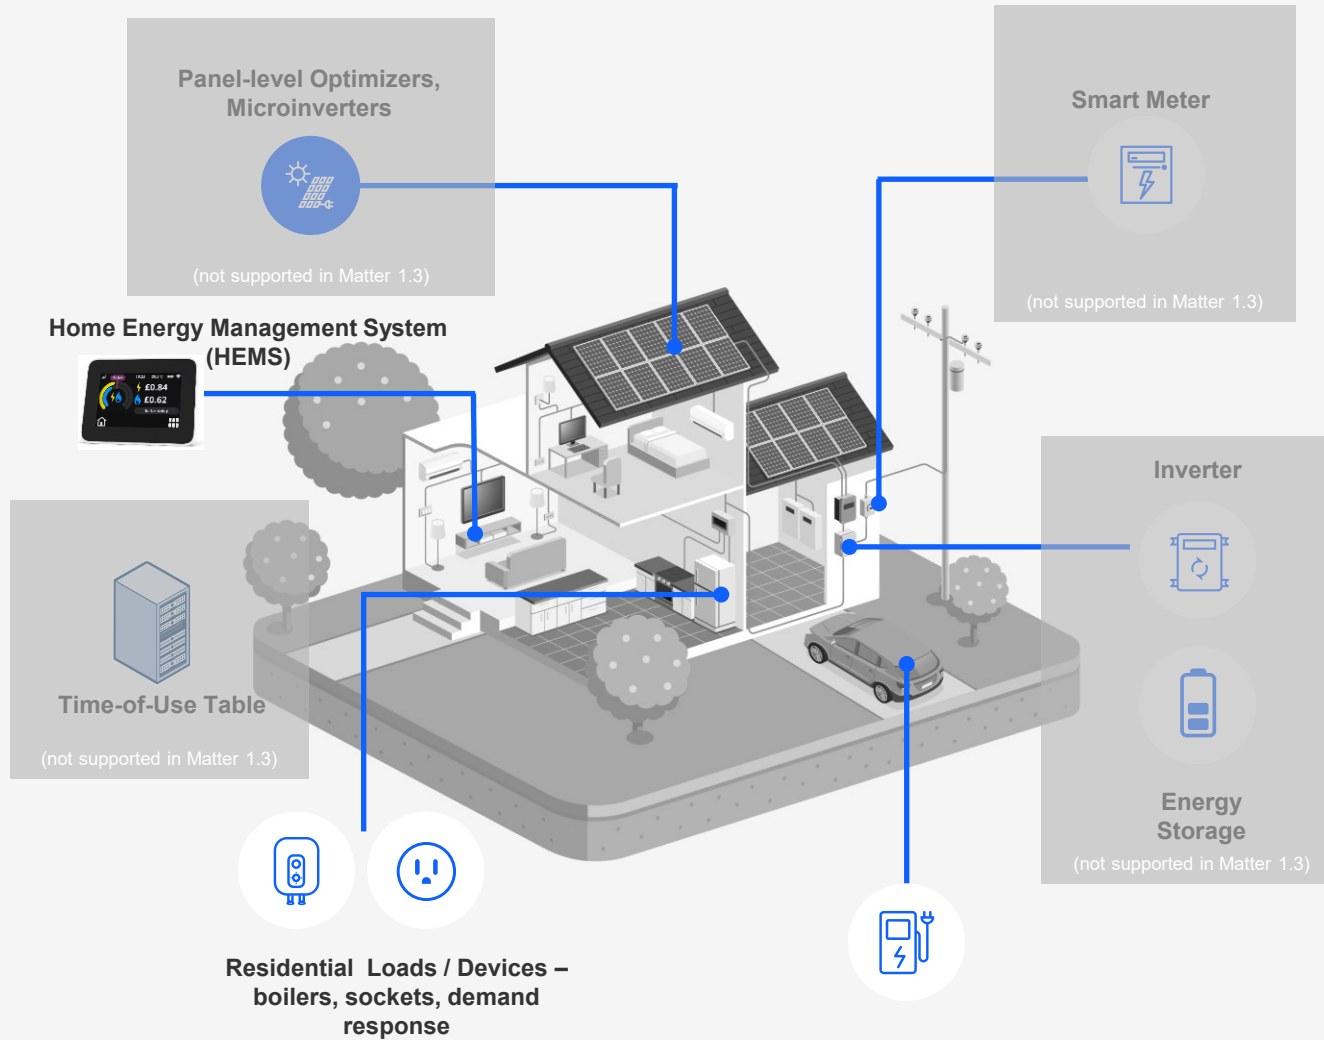 Panel-level Optimizers,
Microinverters
(not supported in Matter 1.3)
Smart Meter
(not supported in Matter 1.3)
Home Energy Management System
(HEMS)
£0.84
£0.62
Inverter
Energy
Storage
(not supported in Matter 1.3)
Time-of-Use Table
(not supported in Matter 1.3)
Residential Loads / Devices –
boilers, sockets, demand
response